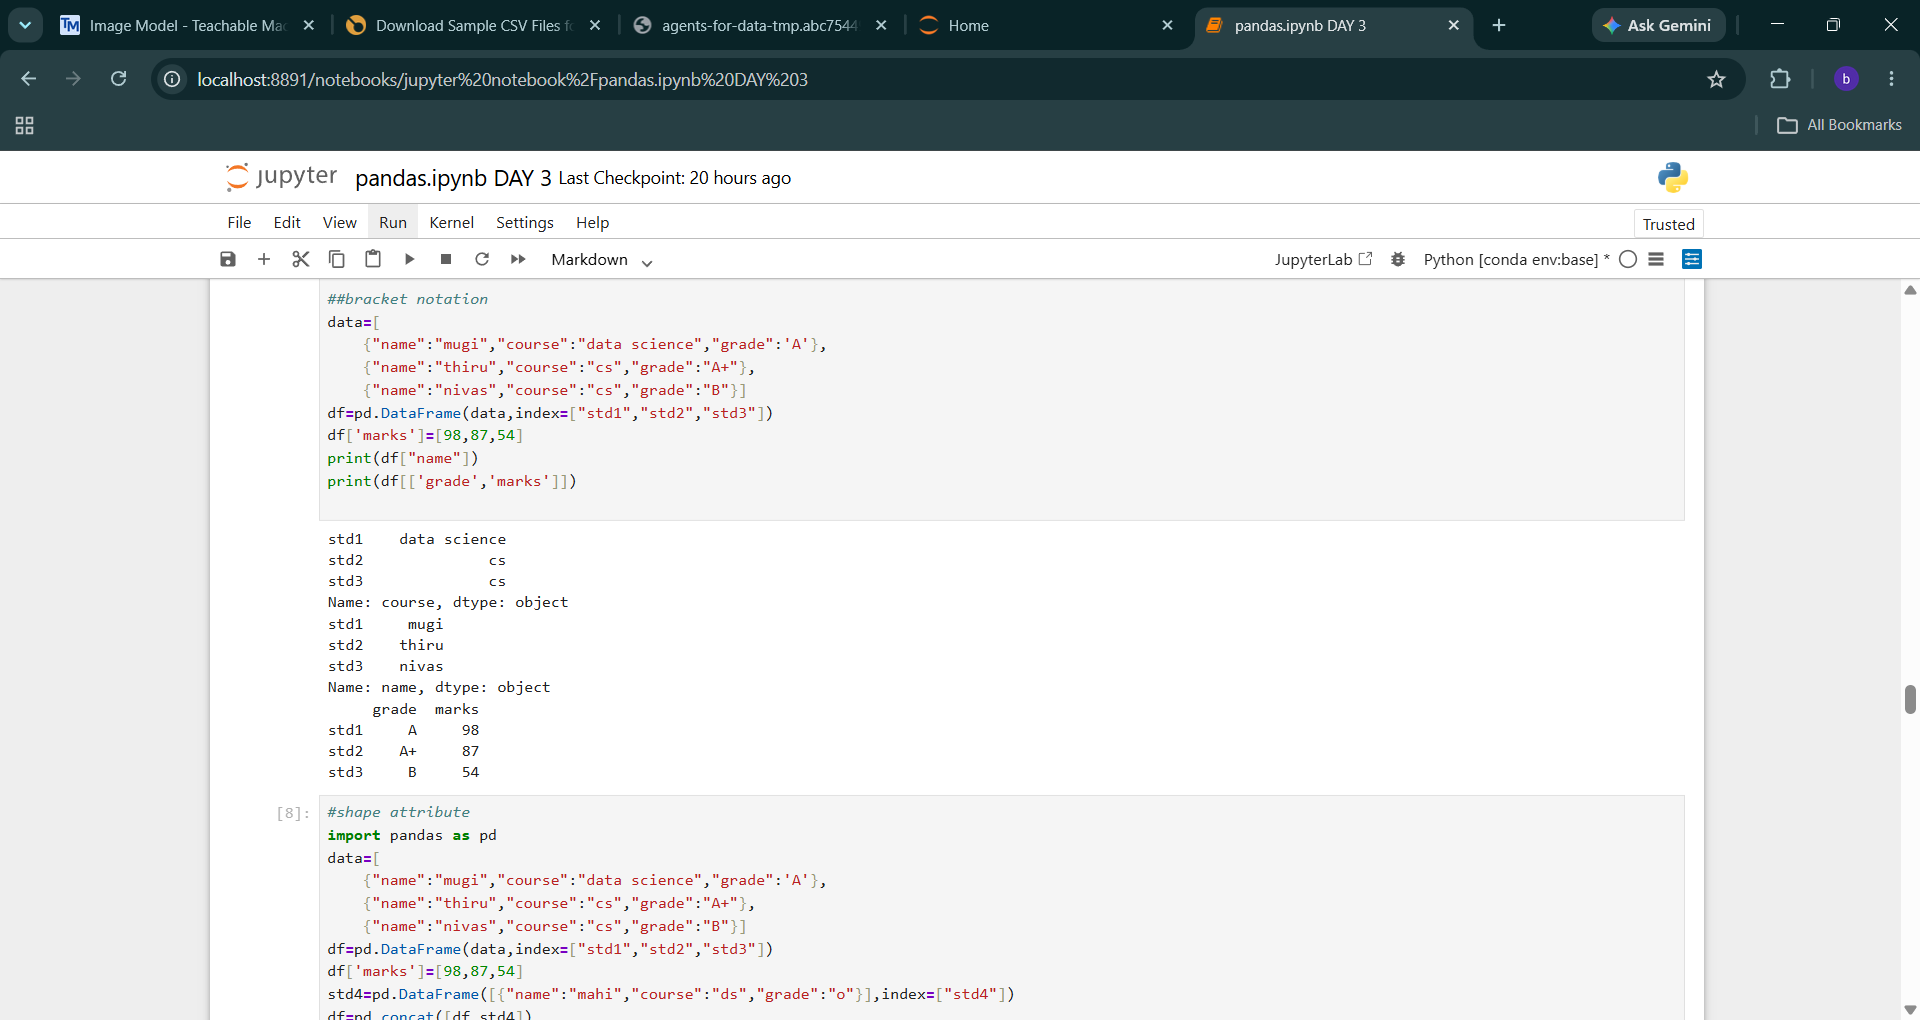 Image Model - Teachable Mac
Download Sample CSV Files f
agents-for-data-tmp.abc7544
Home
pandas.ipynb DAY 3
Ask Gemini
localhost:8891/notebooks/jupyter%20notebook%2Fpandas.ipynb%20DAY%203
b
All Bookmarks
jupyter pandas.ipynb DAY 3 Last Checkpoint: 20 hours ago
File Edit View Run Kernel Settings Help
Trusted
Markdown
JupyterLab
Python [conda env:base] *
##bracket notation
data=[
    {"name":"mugi","course":"data science","grade":'A'},
    {"name":"thiru","course":"cs","grade":"A+"},
    {"name":"nivas","course":"cs","grade":"B"}]
df=pd.DataFrame(data,index=["std1","std2","std3"])
df['marks']=[98,87,54]
print(df["name"])
print(df[['grade','marks']])
std1    data science
std2              cs
std3              cs
Name: course, dtype: object
std1     mugi
std2    thiru
std3    nivas
Name: name, dtype: object
     grade  marks
std1     A     98
std2    A+     87
std3     B     54
[8]:
#shape attribute
import pandas as pd
data=[
    {"name":"mugi","course":"data science","grade":'A'},
    {"name":"thiru","course":"cs","grade":"A+"},
    {"name":"nivas","course":"cs","grade":"B"}]
df=pd.DataFrame(data,index=["std1","std2","std3"])
df['marks']=[98,87,54]
std4=pd.DataFrame([{"name":"mahi","course":"ds","grade":"o"}],index=["std4"])
df=pd.concat([df,std4])